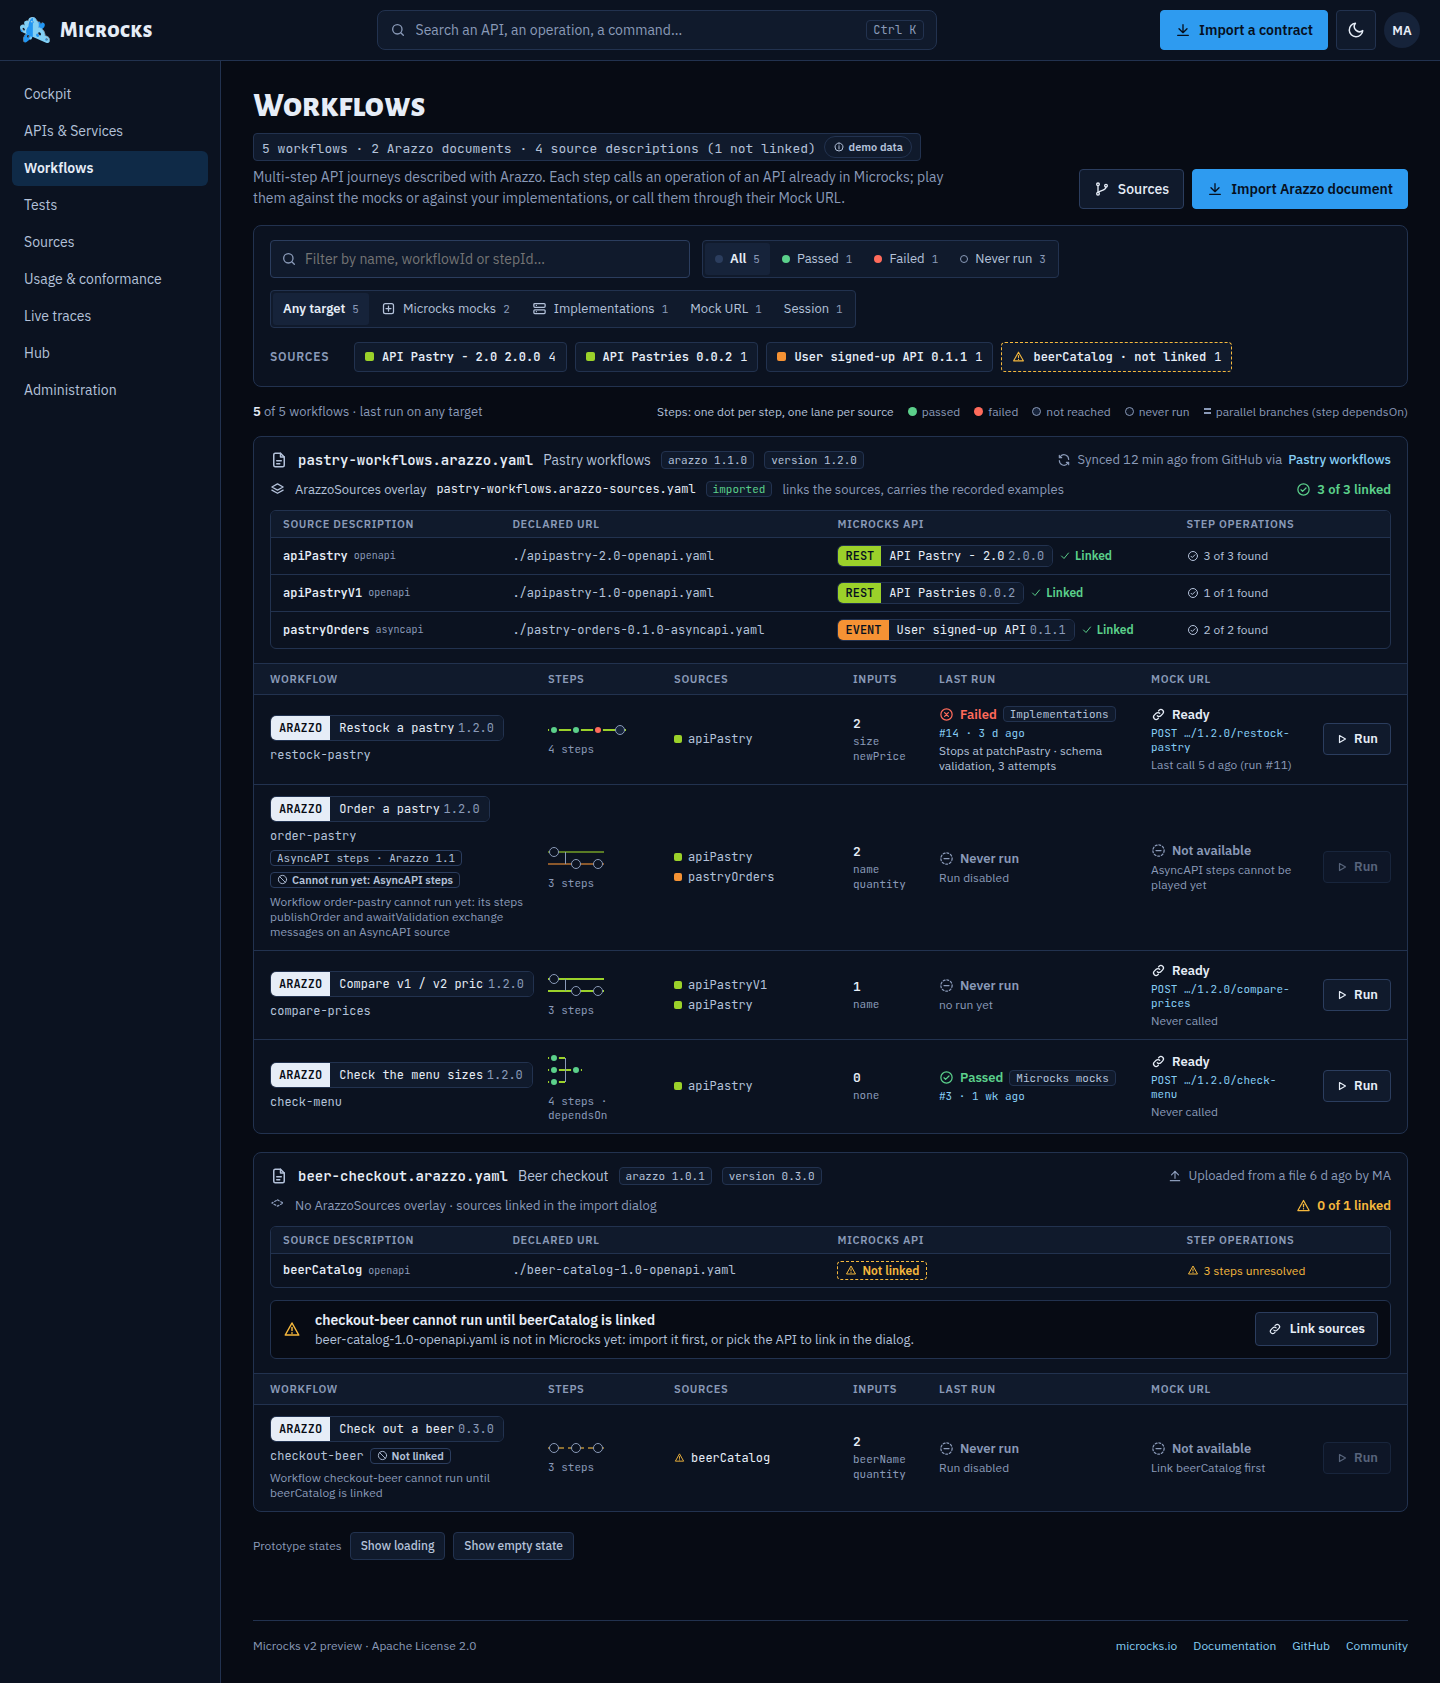 Microcks
Search an API, an operation, a command...
Ctrl K
Import a contract
MA
Cockpit
APIs & Services
Workflows
Tests
Sources
Usage & conformance
Live traces
Hub
Administration
Workflows
5 workflows · 2 Arazzo documents · 4 source descriptions (1 not linked) demo data
Multi-step API journeys described with Arazzo. Each step calls an operation of an API already in Microcks; play
them against the mocks or against your implementations, or call them through their Mock URL.
Sources
Import Arazzo document
Filter by name, workflowId or stepId...
All 5 Passed 1 Failed 1 Never run 3
Any target 5 Microcks mocks 2 Implementations 1 Mock URL 1 Session 1
SOURCES API Pastry - 2.0 2.0.0 4 API Pastries 0.0.2 1 User signed-up API 0.1.1 1 beerCatalog · not linked 1
5 of 5 workflows · last run on any target
Steps: one dot per step, one lane per source passed failed not reached never run parallel branches (step dependsOn)
pastry-workflows.arazzo.yaml Pastry workflows arazzo 1.1.0 version 1.2.0
Synced 12 min ago from GitHub via Pastry workflows
ArazzoSources overlay pastry-workflows.arazzo-sources.yaml imported links the sources, carries the recorded examples
3 of 3 linked
SOURCE DESCRIPTION DECLARED URL MICROCKS API STEP OPERATIONS
apiPastry openapi ./apipastry-2.0-openapi.yaml REST API Pastry - 2.0 2.0.0 Linked 3 of 3 found
apiPastryV1 openapi ./apipastry-1.0-openapi.yaml REST API Pastries 0.0.2 Linked 1 of 1 found
pastryOrders asyncapi ./pastry-orders-0.1.0-asyncapi.yaml EVENT User signed-up API 0.1.1 Linked 2 of 2 found
WORKFLOW STEPS SOURCES INPUTS LAST RUN MOCK URL
ARAZZO Restock a pastry 1.2.0
restock-pastry
4 steps
apiPastry
2
size
newPrice
Failed Implementations
#14 · 3 d ago
Stops at patchPastry · schema
validation, 3 attempts
Ready
POST …/1.2.0/restock-
pastry
Last call 5 d ago (run #11)
Run
ARAZZO Order a pastry 1.2.0
order-pastry
AsyncAPI steps · Arazzo 1.1
Cannot run yet: AsyncAPI steps
Workflow order-pastry cannot run yet: its steps
publishOrder and awaitValidation exchange
messages on an AsyncAPI source
3 steps
apiPastry
pastryOrders
2
name
quantity
Never run
Run disabled
Not available
AsyncAPI steps cannot be
played yet
Run
ARAZZO Compare v1 / v2 pric 1.2.0
compare-prices
3 steps
apiPastryV1
apiPastry
1
name
Never run
no run yet
Ready
POST …/1.2.0/compare-
prices
Never called
Run
ARAZZO Check the menu sizes 1.2.0
check-menu
4 steps ·
dependsOn
apiPastry
0
none
Passed Microcks mocks
#3 · 1 wk ago
Ready
POST …/1.2.0/check-
menu
Never called
Run
beer-checkout.arazzo.yaml Beer checkout arazzo 1.0.1 version 0.3.0
Uploaded from a file 6 d ago by MA
No ArazzoSources overlay · sources linked in the import dialog
0 of 1 linked
SOURCE DESCRIPTION DECLARED URL MICROCKS API STEP OPERATIONS
beerCatalog openapi ./beer-catalog-1.0-openapi.yaml Not linked 3 steps unresolved
checkout-beer cannot run until beerCatalog is linked
beer-catalog-1.0-openapi.yaml is not in Microcks yet: import it first, or pick the API to link in the dialog.
Link sources
WORKFLOW STEPS SOURCES INPUTS LAST RUN MOCK URL
ARAZZO Check out a beer 0.3.0
checkout-beer Not linked
Workflow checkout-beer cannot run until
beerCatalog is linked
3 steps
beerCatalog
2
beerName
quantity
Never run
Run disabled
Not available
Link beerCatalog first
Run
Prototype states Show loading Show empty state
Microcks v2 preview · Apache License 2.0
microcks.io Documentation GitHub Community